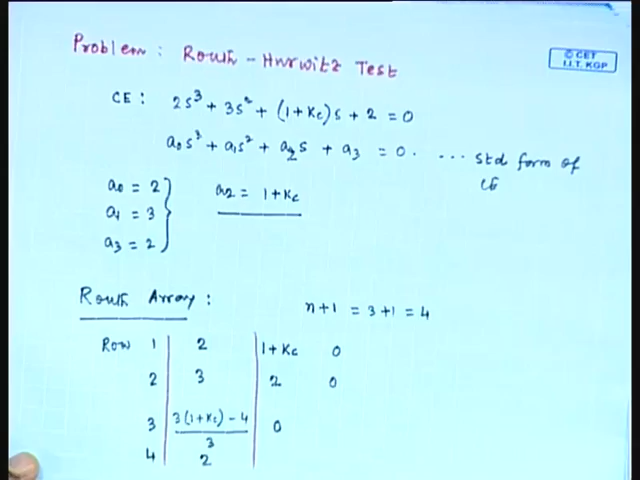 Problem: Routh-Hurwitz Test
© CET
I.I.T. KGP
CE: 2s³ + 3s² + (1+Kc)s + 2 = 0
a₀s³ + a₁s² + a₂s + a₃ = 0. ... Std form of
CE
a₀ = 2
a₁ = 3
a₃ = 2
a₂ = 1+Kc
Routh Array:
n+1 = 3+1 = 4
Row 1 2 1+Kc 0
2 3 2 0
3 3(1+Kc)-4/3 0
4 2